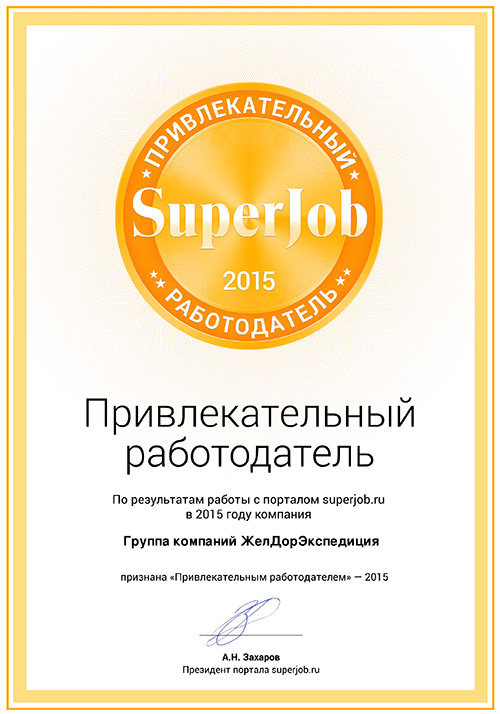 ПРИВЛЕКАТЕЛЬНЫЙ
SuperJob
2015
РАБОТОДАТЕЛЬ
Привлекательный
работодатель
По результатам работы с порталом superjob.ru
в 2015 году компания
Группа компаний ЖелДорЭкспедиция
признана «Привлекательным работодателем» — 2015
А.Н. Захаров
Президент портала superjob.ru